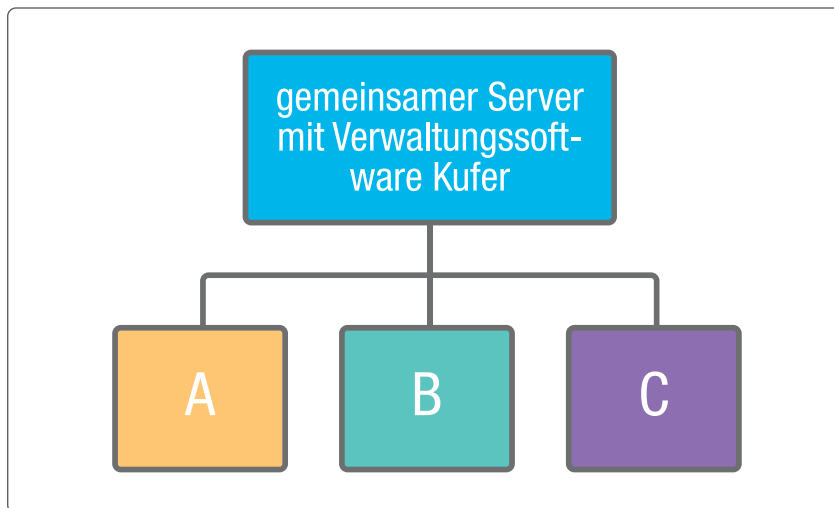 gemeinsamer Server
mit Verwaltungssoft-
ware Kufer
A
B
C